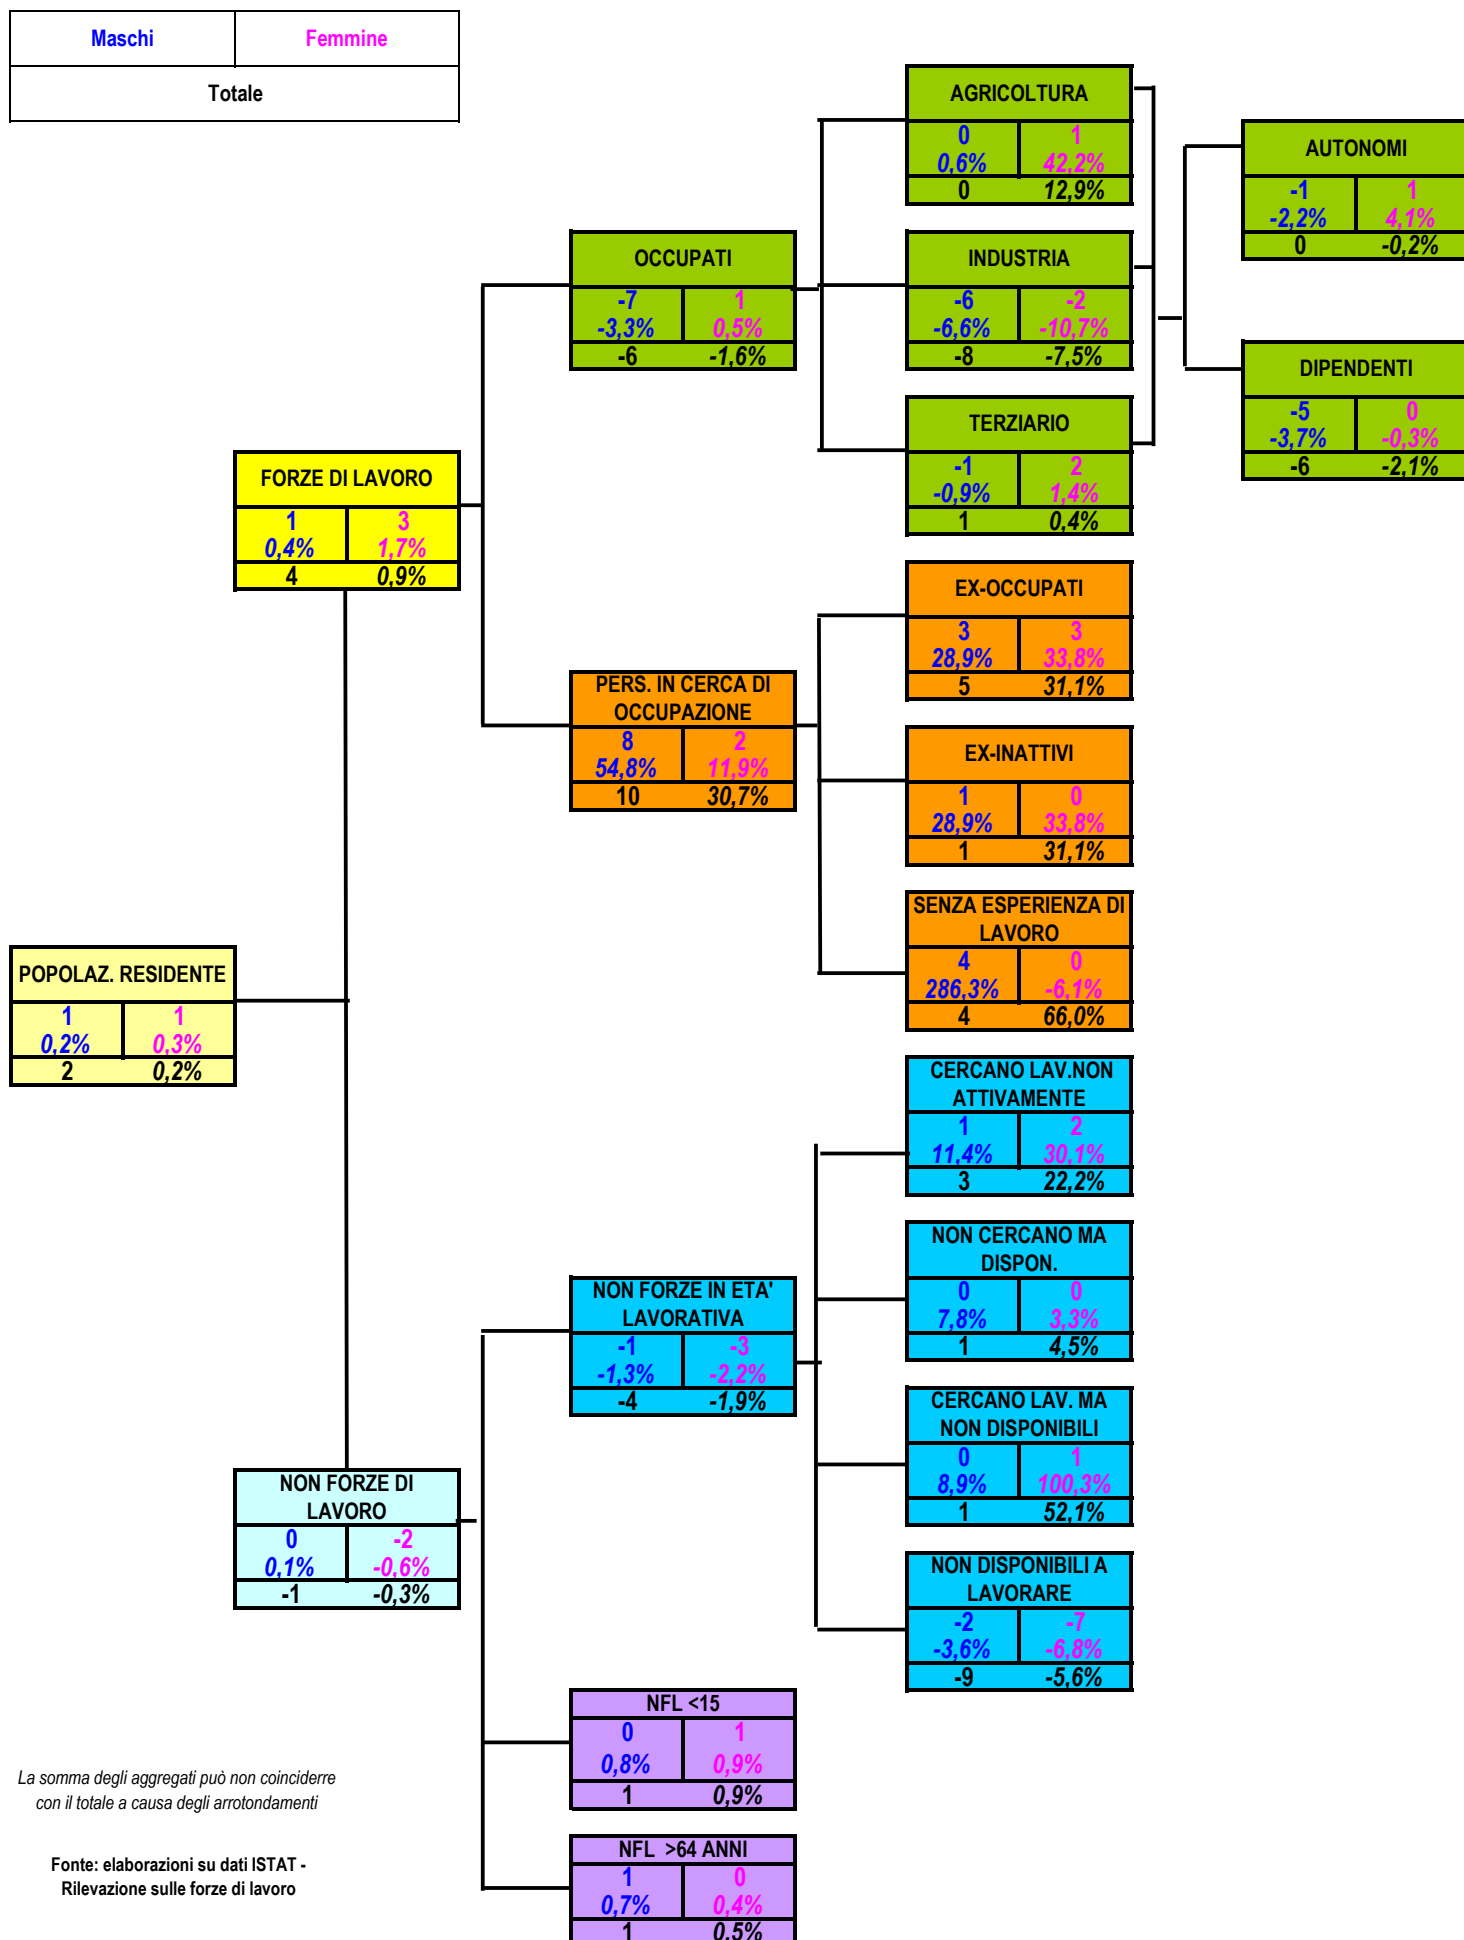 Maschi Femmine
Totale
AGRICOLTURA
0 1
0,6% 42,2%
0 12,9%
AUTONOMI
-1 1
-2,2% 4,1%
0 -0,2%
OCCUPATI
-7 1
-3,3% 0,5%
-6 -1,6%
INDUSTRIA
-6 -2
-6,6% -10,7%
-8 -7,5%
DIPENDENTI
-5 0
-3,7% -0,3%
-6 -2,1%
TERZIARIO
-1 2
-0,9% 1,4%
1 0,4%
FORZE DI LAVORO
1 3
0,4% 1,7%
4 0,9%
EX-OCCUPATI
3 3
28,9% 33,8%
5 31,1%
PERS. IN CERCA DI
OCCUPAZIONE
8 2
54,8% 11,9%
10 30,7%
EX-INATTIVI
1 0
28,9% 33,8%
1 31,1%
SENZA ESPERIENZA DI
LAVORO
4 0
286,3% -6,1%
4 66,0%
POPOLAZ. RESIDENTE
1 1
0,2% 0,3%
2 0,2%
CERCANO LAV.NON
ATTIVAMENTE
1 2
11,4% 30,1%
3 22,2%
NON CERCANO MA
DISPON.
0 0
7,8% 3,3%
1 4,5%
NON FORZE IN ETA'
LAVORATIVA
-1 -3
-1,3% -2,2%
-4 -1,9%
CERCANO LAV. MA
NON DISPONIBILI
0 1
8,9% 100,3%
1 52,1%
NON FORZE DI
LAVORO
0 -2
0,1% -0,6%
-1 -0,3%
NON DISPONIBILI A
LAVORARE
-2 -7
-3,6% -6,8%
-9 -5,6%
NFL <15
0 1
0,8% 0,9%
1 0,9%
La somma degli aggregati può non coinciderre
con il totale a causa degli arrotondamenti
NFL >64 ANNI
1 0
0,7% 0,4%
1 0,5%
Fonte: elaborazioni su dati ISTAT -
Rilevazione sulle forze di lavoro